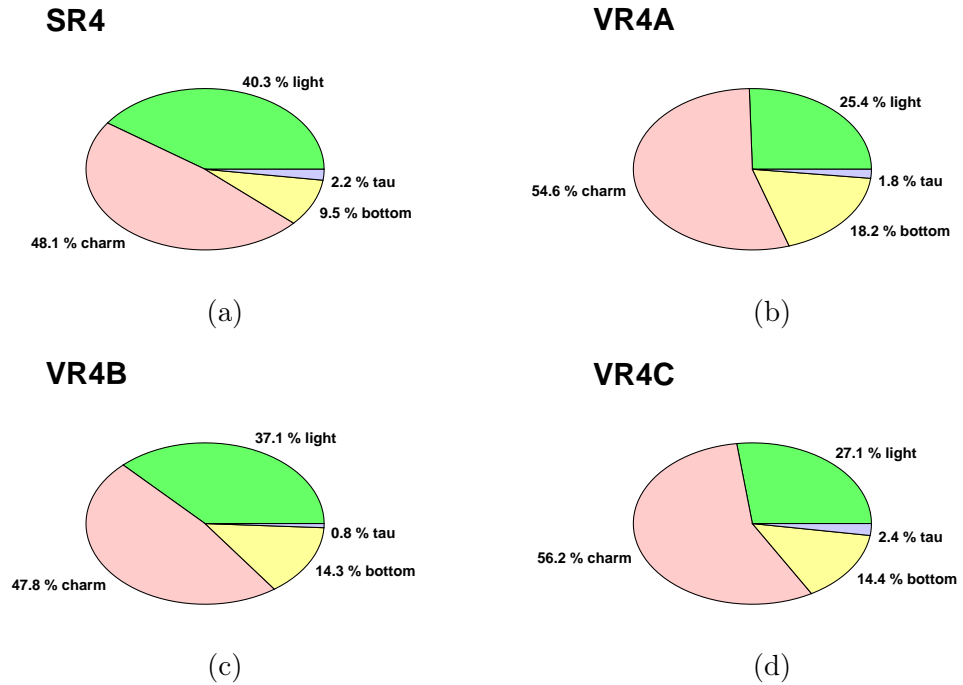 SR4
40.3 % light
2.2 % tau
9.5 % bottom
48.1 % charm
(a)
VR4A
25.4 % light
1.8 % tau
54.6 % charm
18.2 % bottom
(b)
VR4B
37.1 % light
0.8 % tau
14.3 % bottom
47.8 % charm
(c)
VR4C
27.1 % light
2.4 % tau
56.2 % charm
14.4 % bottom
(d)